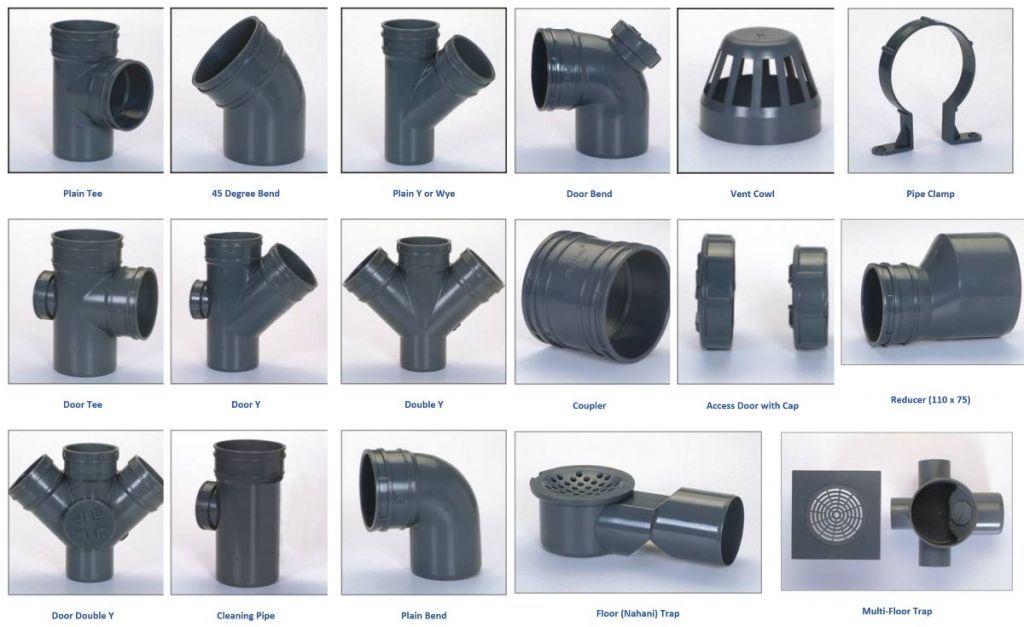 Plain Tee
45 Degree Bend
Plain Y or Wye
Door Bend
Vent Cowl
Pipe Clamp
Door Tee
Door Y
Double Y
Coupler
Access Door with Cap
Reducer (110 x 75)
Door Double Y
Cleaning Pipe
Plain Bend
Floor (Nahani) Trap
Multi-Floor Trap